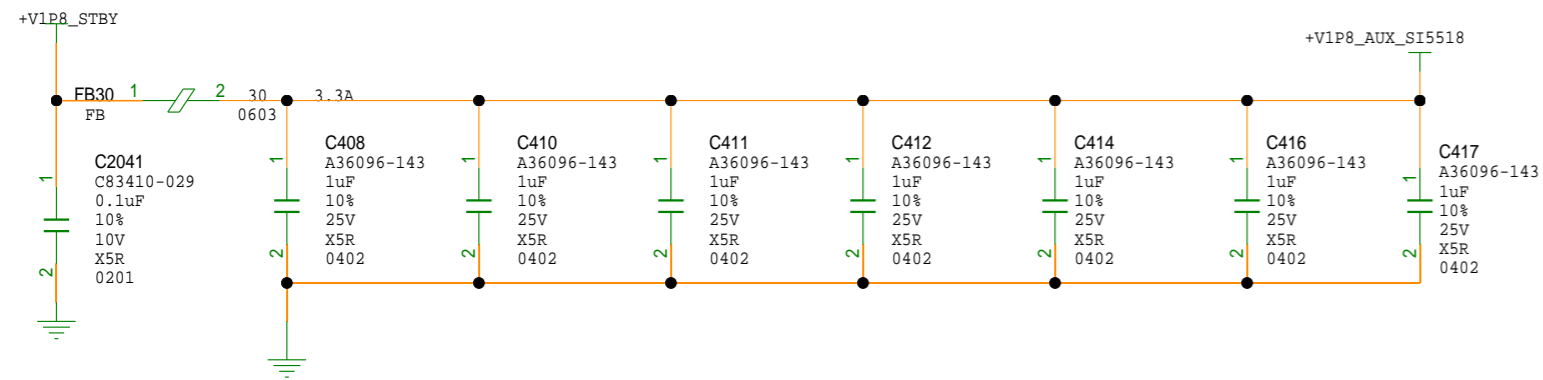 +V1P8_STBY
+V1P8_AUX_SI5518
FB30 1 2 30 3.3A
FB 0603
C2041
C83410-029
0.1uF
10%
10V
X5R
0201
1
2
C408
A36096-143
1uF
10%
25V
X5R
0402
1
2
C410
A36096-143
1uF
10%
25V
X5R
0402
1
2
C411
A36096-143
1uF
10%
25V
X5R
0402
1
2
C412
A36096-143
1uF
10%
25V
X5R
0402
1
2
C414
A36096-143
1uF
10%
25V
X5R
0402
1
2
C416
A36096-143
1uF
10%
25V
X5R
0402
1
2
C417
A36096-143
1uF
10%
25V
X5R
0402
1
2